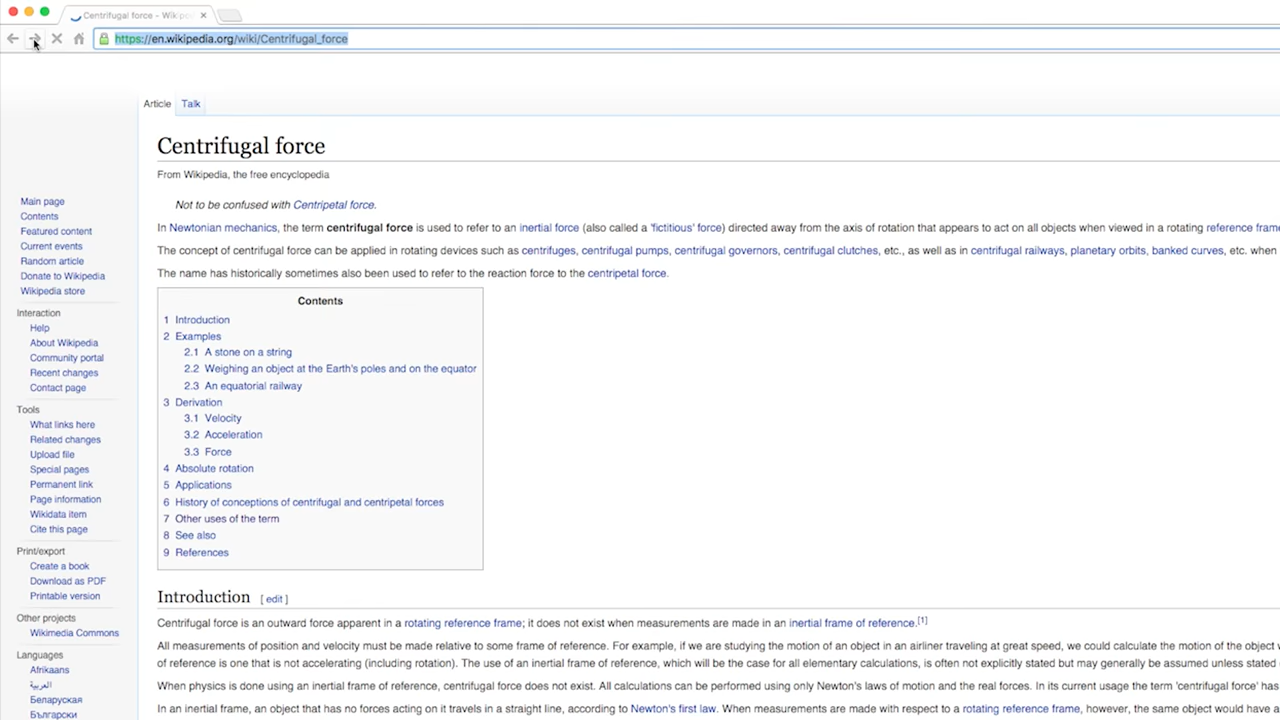 Centrifugal force - Wikipe
https://en.wikipedia.org/wiki/Centrifugal_force
Article Talk
Centrifugal force
From Wikipedia, the free encyclopedia
Not to be confused with Centripetal force.
In Newtonian mechanics, the term centrifugal force is used to refer to an inertial force (also called a 'fictitious' force) directed away from the axis of rotation that appears to act on all objects when viewed in a rotating reference frame
The concept of centrifugal force can be applied in rotating devices such as centrifuges, centrifugal pumps, centrifugal governors, centrifugal clutches, etc., as well as in centrifugal railways, planetary orbits, banked curves, etc. when
The name has historically sometimes also been used to refer to the reaction force to the centripetal force.
Main page
Contents
Featured content
Current events
Random article
Donate to Wikipedia
Wikipedia store
Interaction
Help
About Wikipedia
Community portal
Recent changes
Contact page
Tools
What links here
Related changes
Upload file
Special pages
Permanent link
Page information
Wikidata item
Cite this page
Print/export
Create a book
Download as PDF
Printable version
Other projects
Wikimedia Commons
Languages
Afrikaans
العربية
Беларуская
Български
Contents
1 Introduction
2 Examples
2.1 A stone on a string
2.2 Weighing an object at the Earth's poles and on the equator
2.3 An equatorial railway
3 Derivation
3.1 Velocity
3.2 Acceleration
3.3 Force
4 Absolute rotation
5 Applications
6 History of conceptions of centrifugal and centripetal forces
7 Other uses of the term
8 See also
9 References
Introduction [ edit ]
Centrifugal force is an outward force apparent in a rotating reference frame; it does not exist when measurements are made in an inertial frame of reference.[1]
All measurements of position and velocity must be made relative to some frame of reference. For example, if we are studying the motion of an object in an airliner traveling at great speed, we could calculate the motion of the object
of reference is one that is not accelerating (including rotation). The use of an inertial frame of reference, which will be the case for all elementary calculations, is often not explicitly stated but may generally be assumed unless stated
When physics is done using an inertial frame of reference, centrifugal force does not exist. All calculations can be performed using only Newton's laws of motion and the real forces. In its current usage the term 'centrifugal force' has
In an inertial frame, an object that has no forces acting on it travels in a straight line, according to Newton's first law. When measurements are made with respect to a rotating reference frame, however, the same object would have a